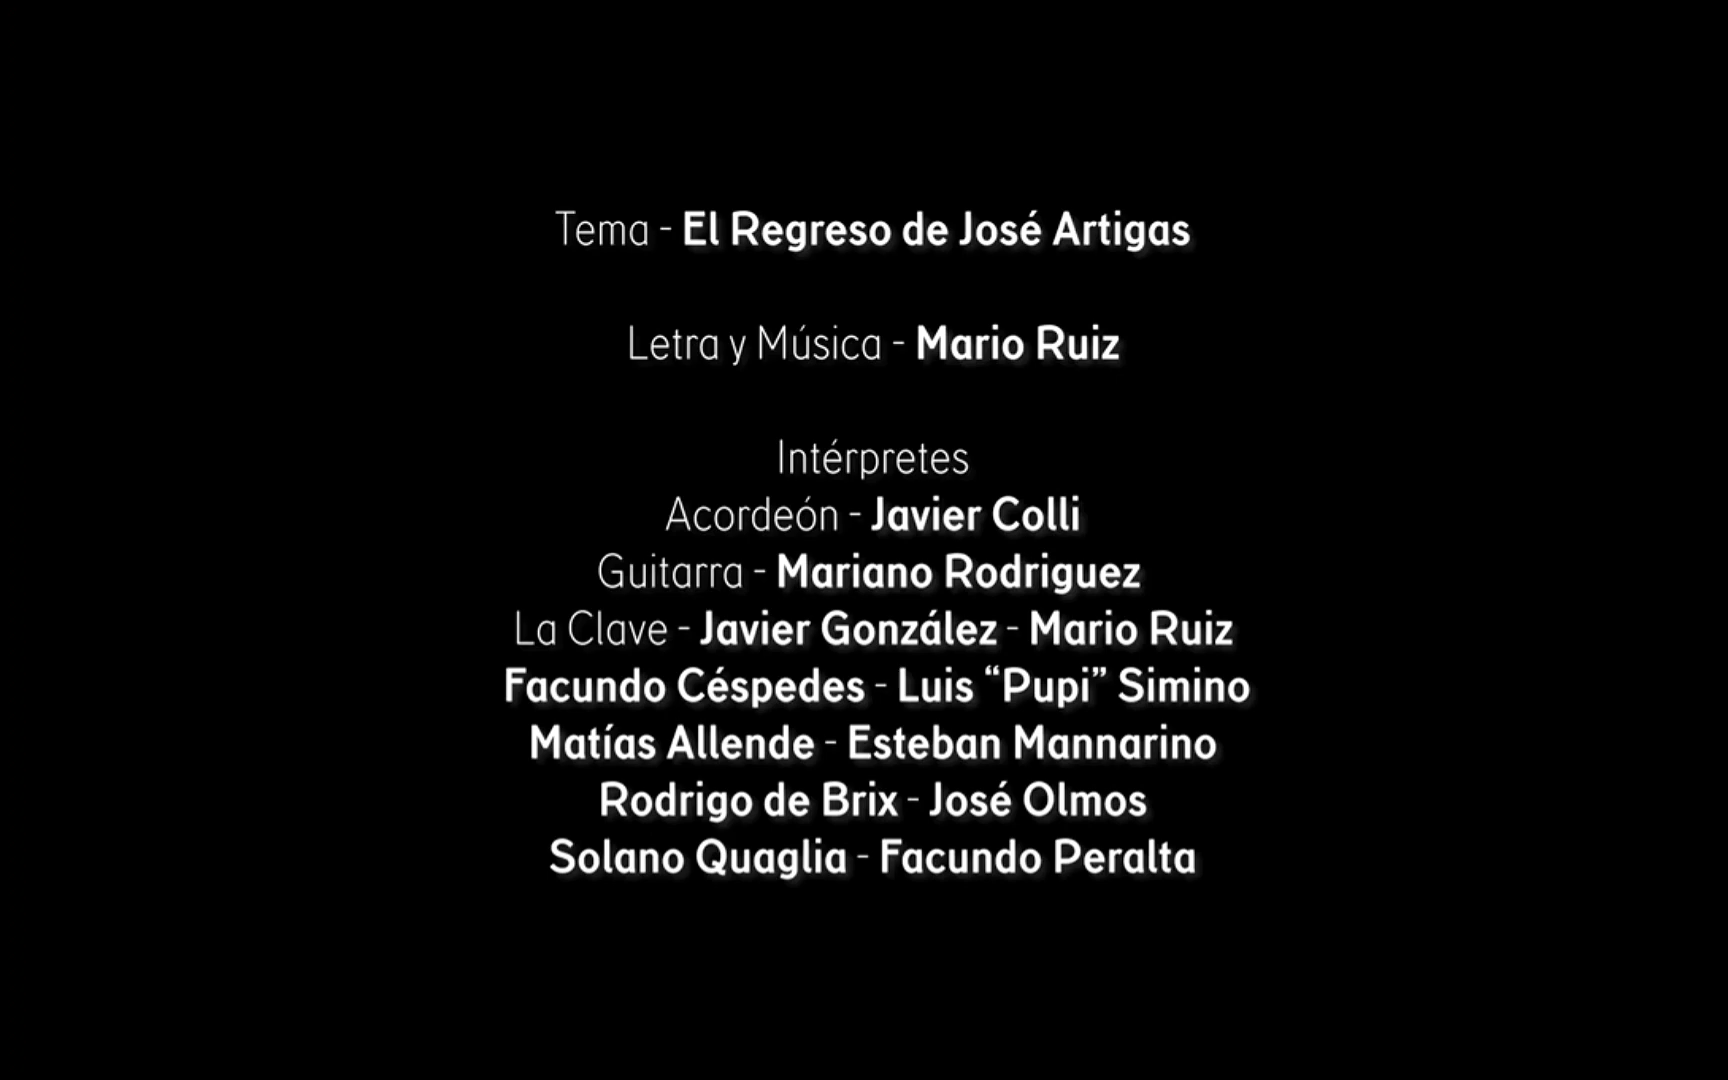 Tema - El Regreso de José Artigas
Letra y Música - Mario Ruiz
Intérpretes
Acordeón - Javier Colli
Guitarra - Mariano Rodriguez
La Clave - Javier González - Mario Ruiz
Facundo Céspedes - Luis “Pupi” Simino
Matías Allende - Esteban Mannarino
Rodrigo de Brix - José Olmos
Solano Quaglia - Facundo Peralta